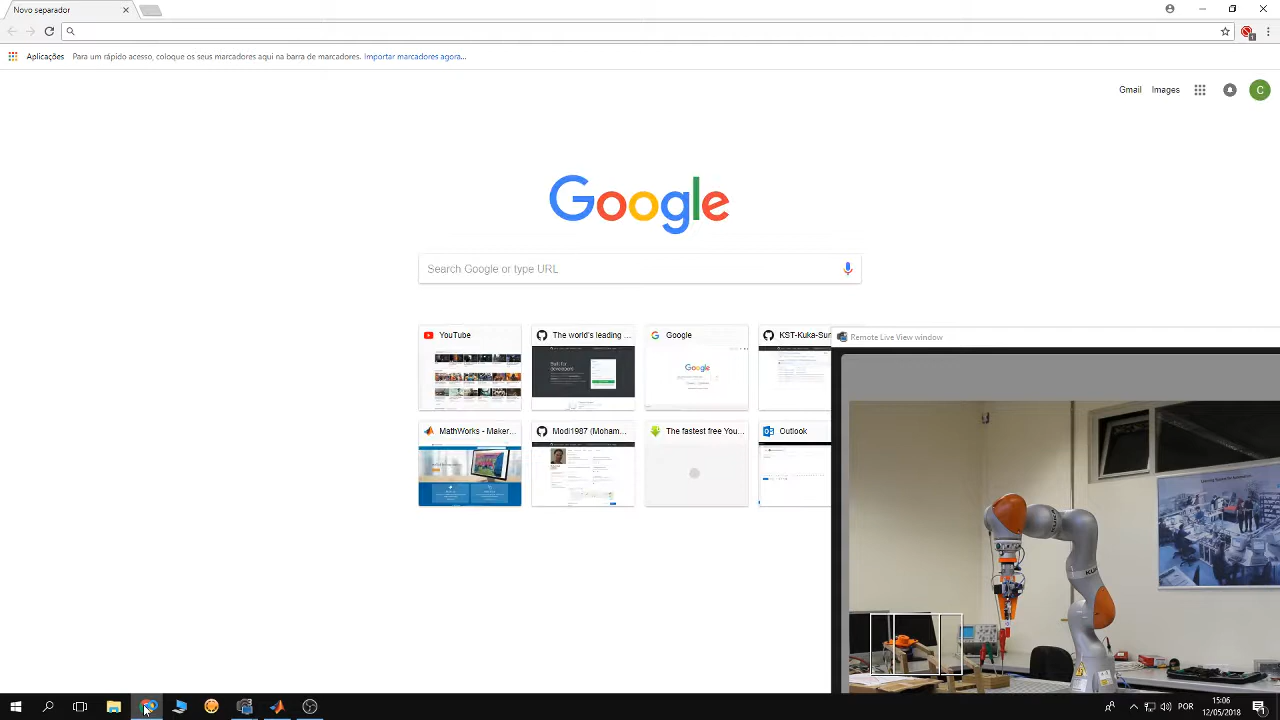 Novo separador
Aplicações Para um rápido acesso, coloque os seus marcadores aqui na barra de marcadores. Importar marcadores agora...
Gmail Images C
Google
Search Google or type URL
YouTube
The world's leading ...
Google
KST-Kuka-Sun
Remote Live View window
MathWorks - Maker...
Modi1987 (Moham...
The fastest free You...
Outlook
POR
15:06
12/05/2018